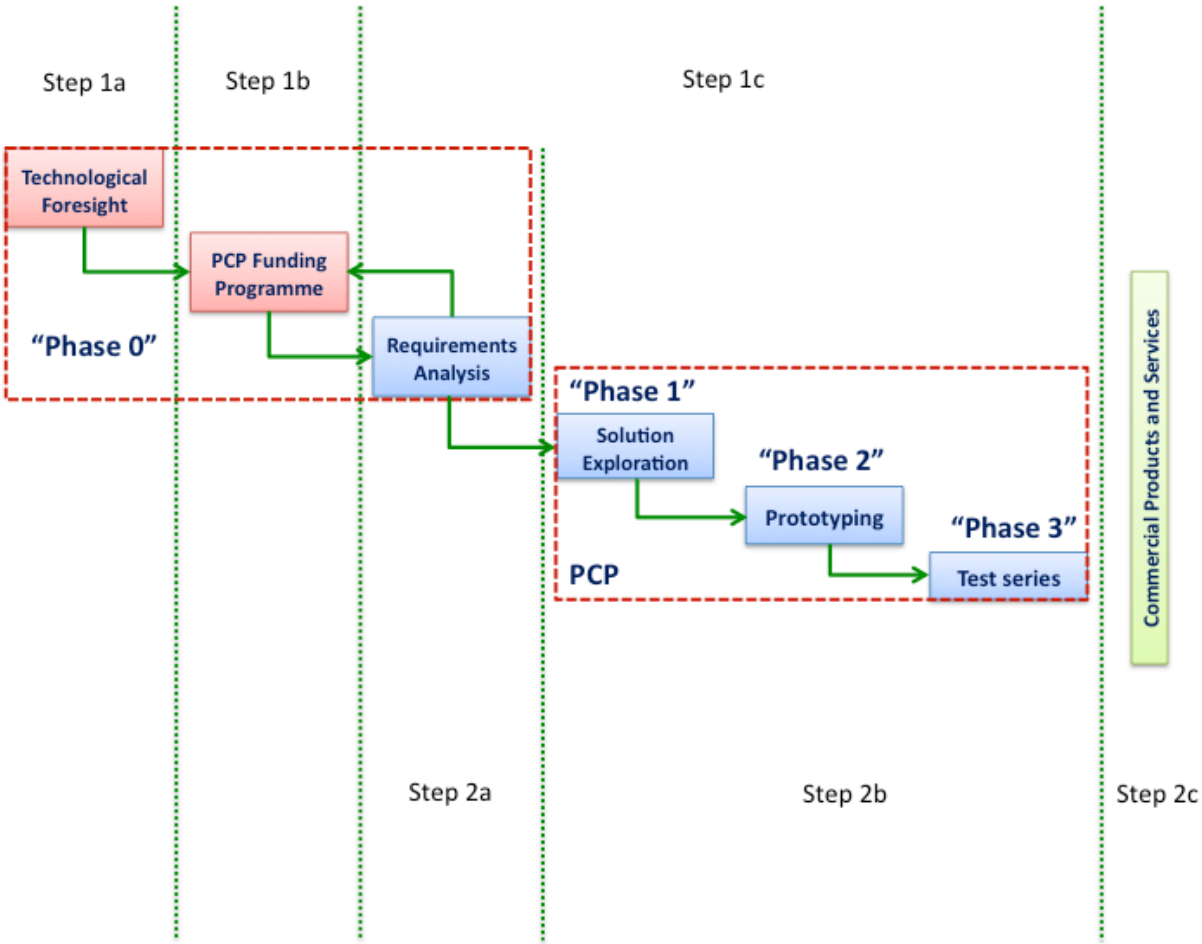 Step 1a
Step 1b
Step 1c
Technological
Foresight
PCP Funding
Programme
“Phase 0”
Requirements
Analysis
“Phase 1”
Solution
Exploration
“Phase 2”
Prototyping
“Phase 3”
PCP
Test series
Commercial Products and Services
Step 2a
Step 2b
Step 2c